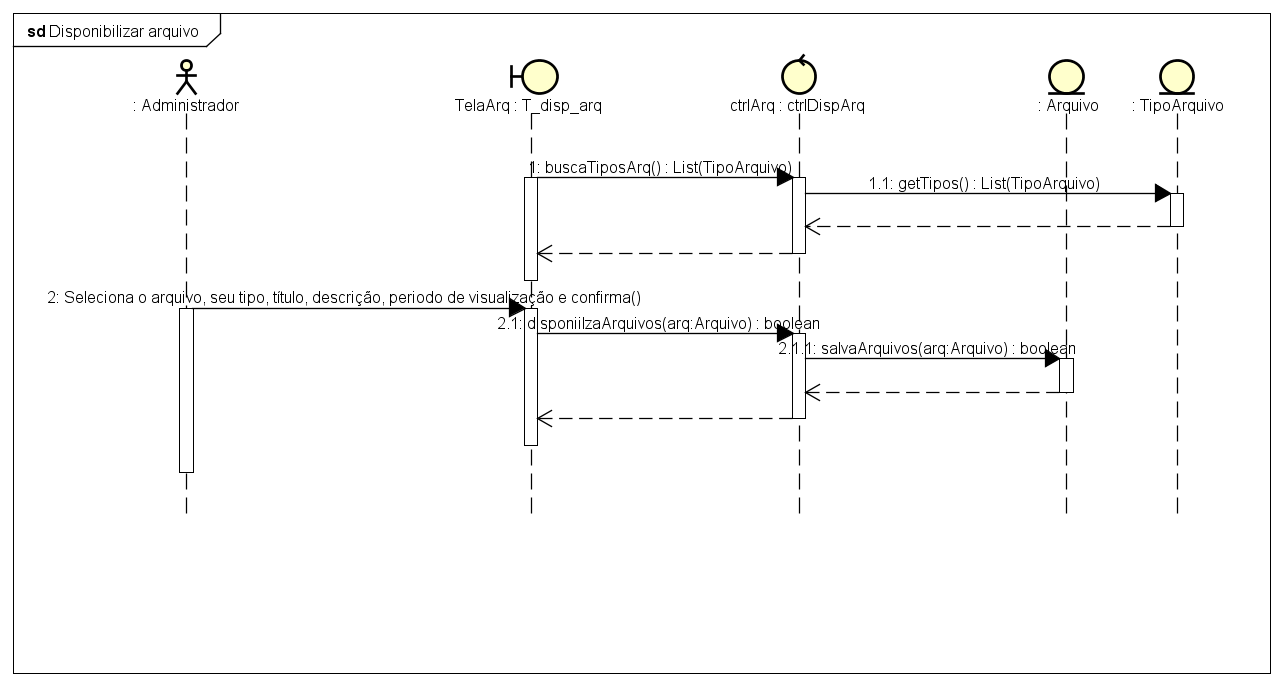 sd Disponibilizar arquivo
: Administrador
TelaArq : T_disp_arq
ctrlArq : ctrlDispArq
: Arquivo
: TipoArquivo
1: buscaTiposArq() : List(TipoArquivo)
1.1: getTipos() : List(TipoArquivo)
2: Seleciona o arquivo, seu tipo, título, descrição, periodo de visualização e confirma()
2.1: disponiilzaArquivos(arq:Arquivo) : boolean
2.1.1: salvaArquivos(arq:Arquivo) : boolean